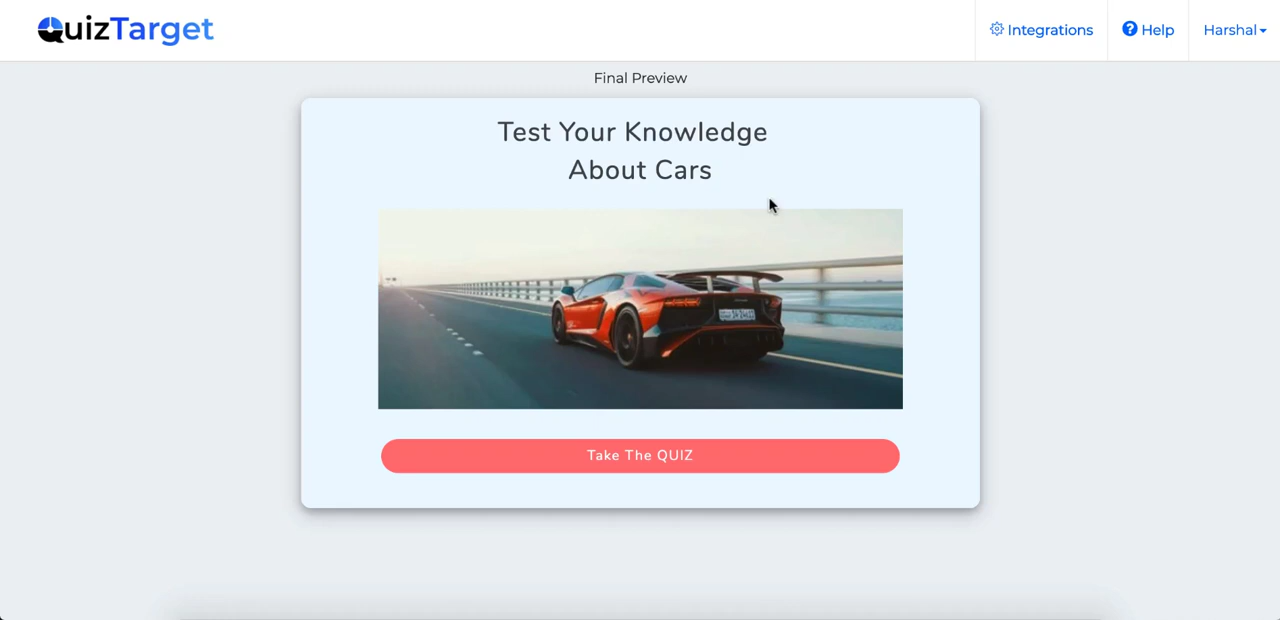 QuizTarget
Integrations
Help
Harshal
Final Preview
Test Your Knowledge
About Cars
Take The QUIZ